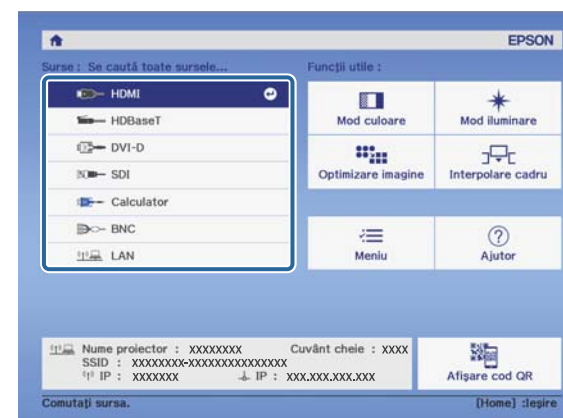 EPSON
Surse : Se caută toate sursele...
Funcții utile :
HDMI
HDBaseT
DVI-D
SDI
Calculator
BNC
LAN
Mod culoare
Mod iluminare
Optimizare imagine
Interpolare cadru
Meniu
Ajutor
Nume proiector : XXXXXXXX Cuvânt cheie : XXXX
SSID : XXXXXXXX-XXXXXXXXXXXXXX
IP : XXXXXXX IP : XXX.XXX.XXX.XXX
Afișare cod QR
Comutați sursa. [Home] :Ieșire